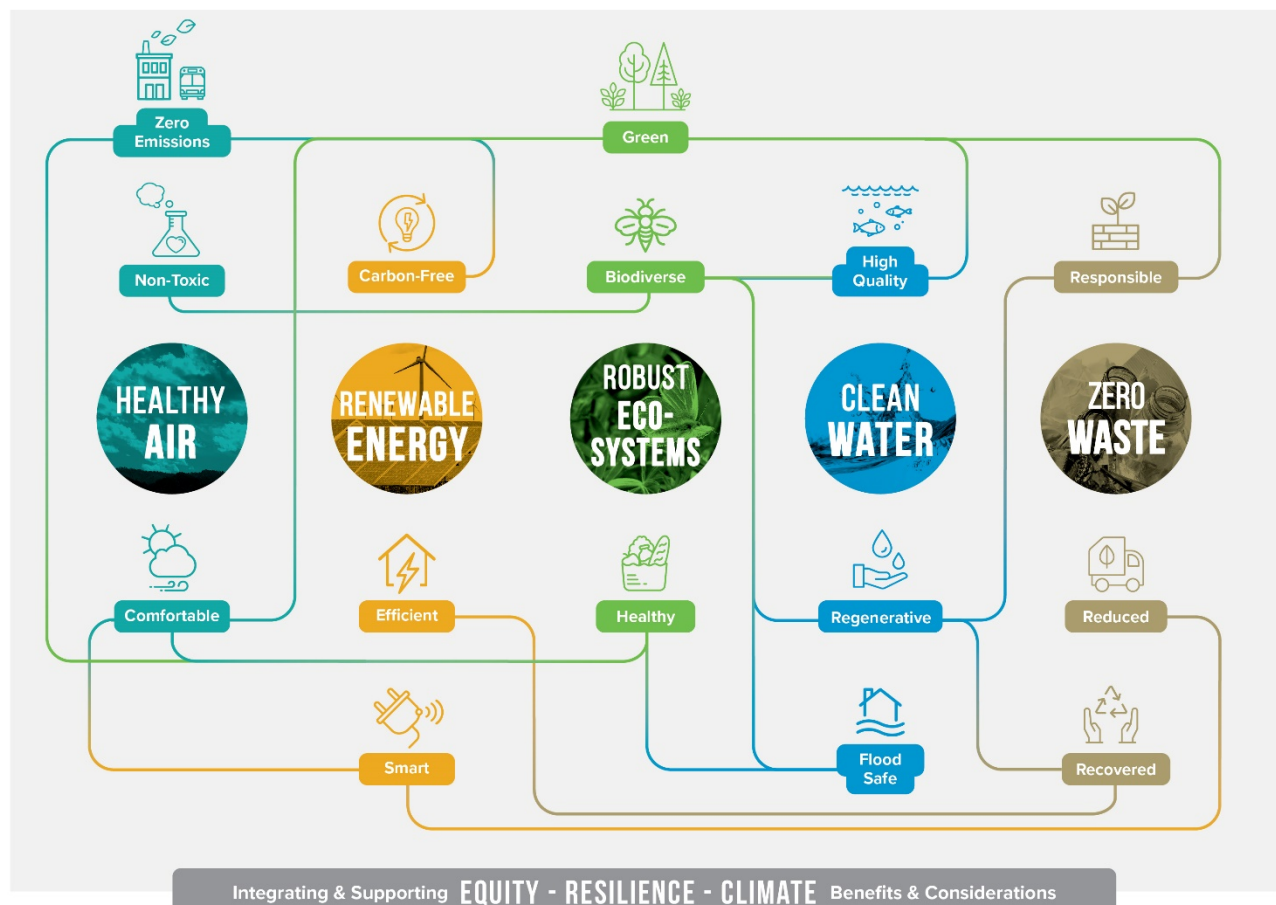 Zero
Emissions
Green
Non-Toxic
Carbon-Free
Biodiverse
High
Quality
Responsible
HEALTHY
AIR
RENEWABLE
ENERGY
ROBUST
ECO-
SYSTEMS
CLEAN
WATER
ZERO
WASTE
Comfortable
Efficient
Healthy
Regenerative
Reduced
Smart
Flood
Safe
Recovered
Integrating & Supporting EQUITY - RESILIENCE - CLIMATE Benefits & Considerations